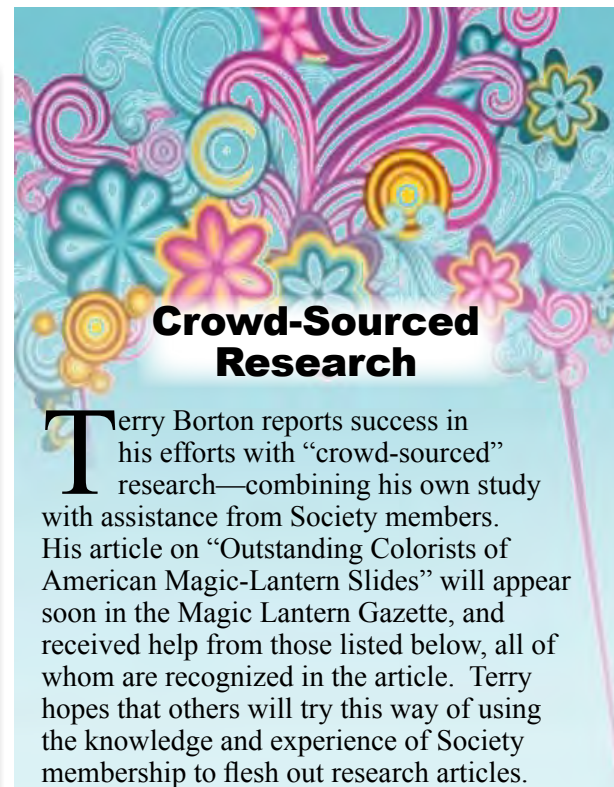 Crowd-Sourced
Research
Terry Borton reports success in
his efforts with “crowd-sourced”
research—combining his own study
with assistance from Society members.
His article on “Outstanding Colorists of
American Magic-Lantern Slides” will appear
soon in the Magic Lantern Gazette, and
received help from those listed below, all of
whom are recognized in the article.  Terry
hopes that others will try this way of using
the knowledge and experience of Society
membership to flesh out research articles.